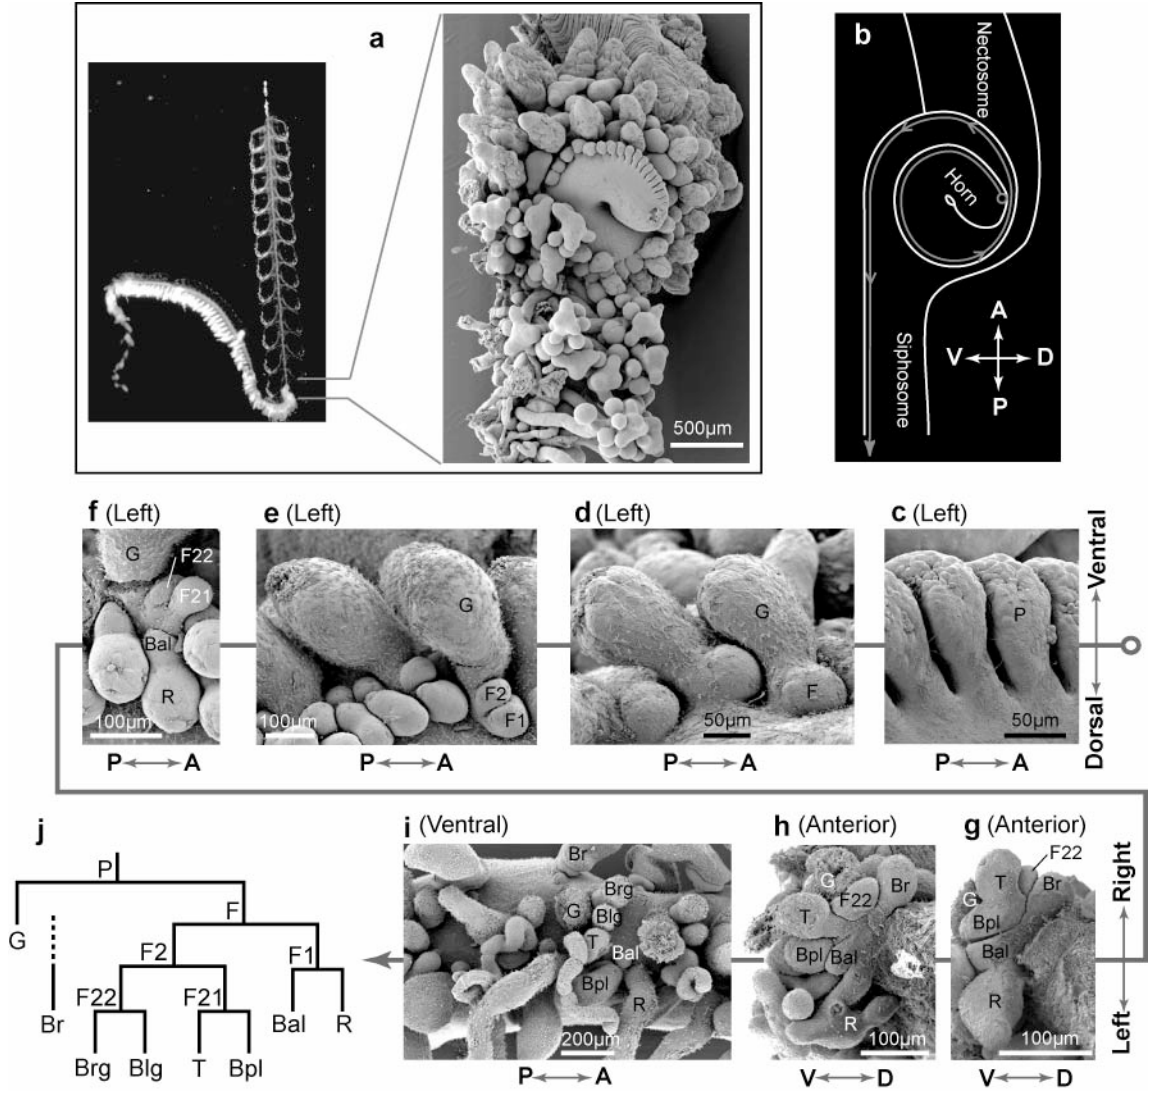 a
500µm
b
Nectosome
Horn
Siphosome
A
V D
P
f (Left)
G
F22
F21
Bal
R
100µm
P A
e (Left)
G
F2
F1
100µm
P A
d (Left)
G
F
50µm
P A
c (Left)
P
50µm
P A
Ventral
Dorsal
j
P
F
G
F2
F1
F22
F21
Br
Bal
R
Brg
Blg
T
Bpl
i (Ventral)
Br
Brg
G
Blg
T
Bal
Bpl
R
200µm
P A
h (Anterior)
G
Br
F22
T
Bpl
Bal
R
100µm
V D
g (Anterior)
F22
T
Br
G
Bpl
Bal
R
100µm
V D
Right
Left